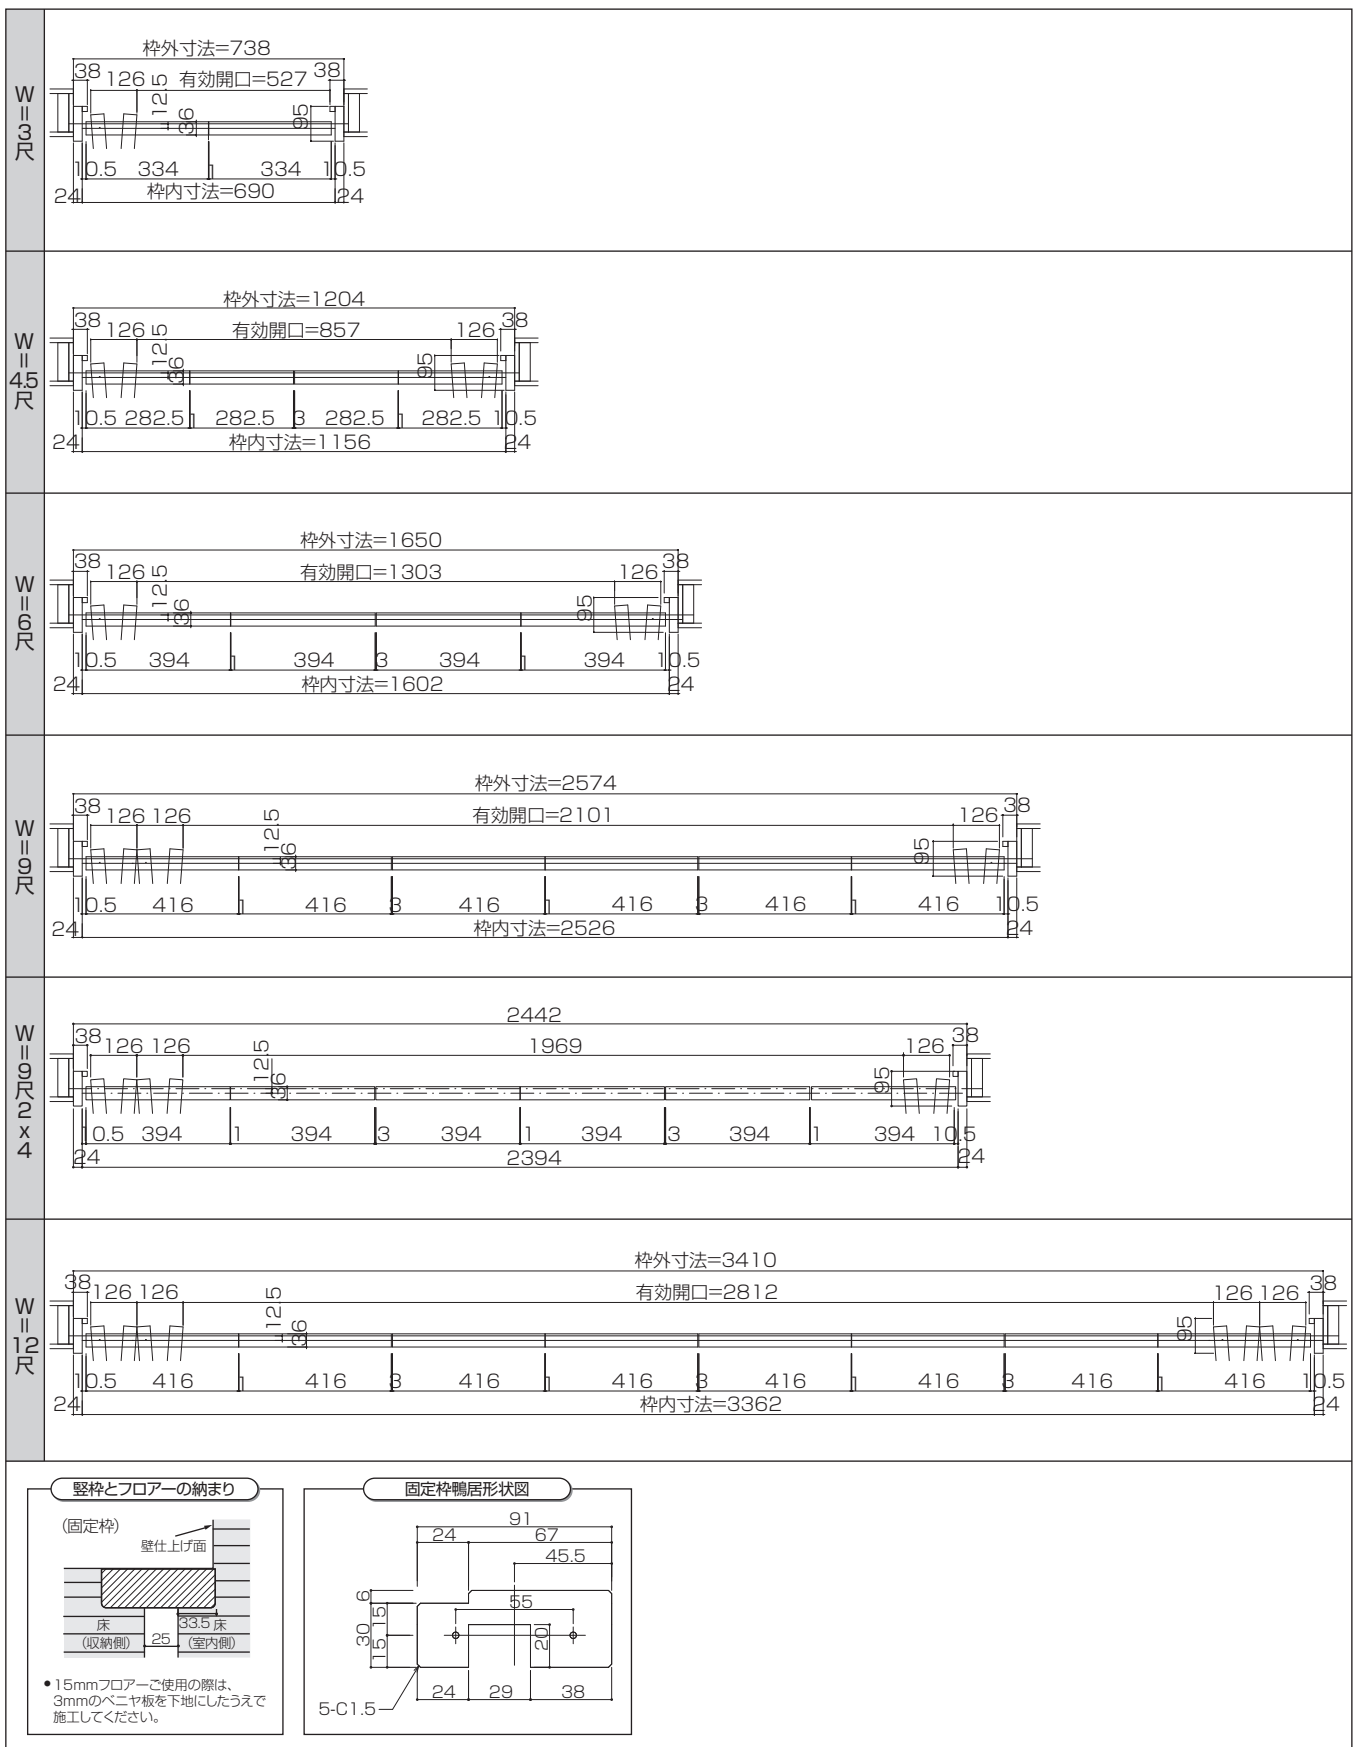 W=3尺
枠外寸法=738
38 126 12.5 有効開口=527 38
36 95
10.5 334 1 334 10.5
24 枠内寸法=690 24
W=4.5尺
枠外寸法=1204
38 126 12.5 有効開口=857 126 38
36 95
10.5 282.5 1 282.5 3 282.5 1 282.5 10.5
24 枠内寸法=1156 24
W=6尺
枠外寸法=1650
38 126 12.5 有効開口=1303 126 38
36 95
10.5 394 1 394 3 394 1 394 10.5
24 枠内寸法=1602 24
W=9尺
枠外寸法=2574
38 126 126 12.5 有効開口=2101 126 38
36 95
10.5 416 1 416 3 416 1 416 3 416 1 416 10.5
24 枠内寸法=2526 24
W=9尺2x4
2442
38 126 126 12.5 1969 126 38
36 95
10.5 394 1 394 3 394 1 394 3 394 1 394 10.5
24 2394 24
W=12尺
枠外寸法=3410
38 126 126 12.5 有効開口=2812 126 126 38
36 95
10.5 416 1 416 3 416 1 416 3 416 1 416 3 416 1 416 10.5
24 枠内寸法=3362 24
竪枠とフロアーの納まり
(固定枠)
壁仕上げ面
床 33.5 床
(収納側) 25 (室内側)
●15mmフロアーご使用の際は、
3mmのベニヤ板を下地にしたうえで
施工してください。
固定枠鴨居形状図
91
24 67
45.5
6
55
30 15 15 20
24 29 38
5-C1.5